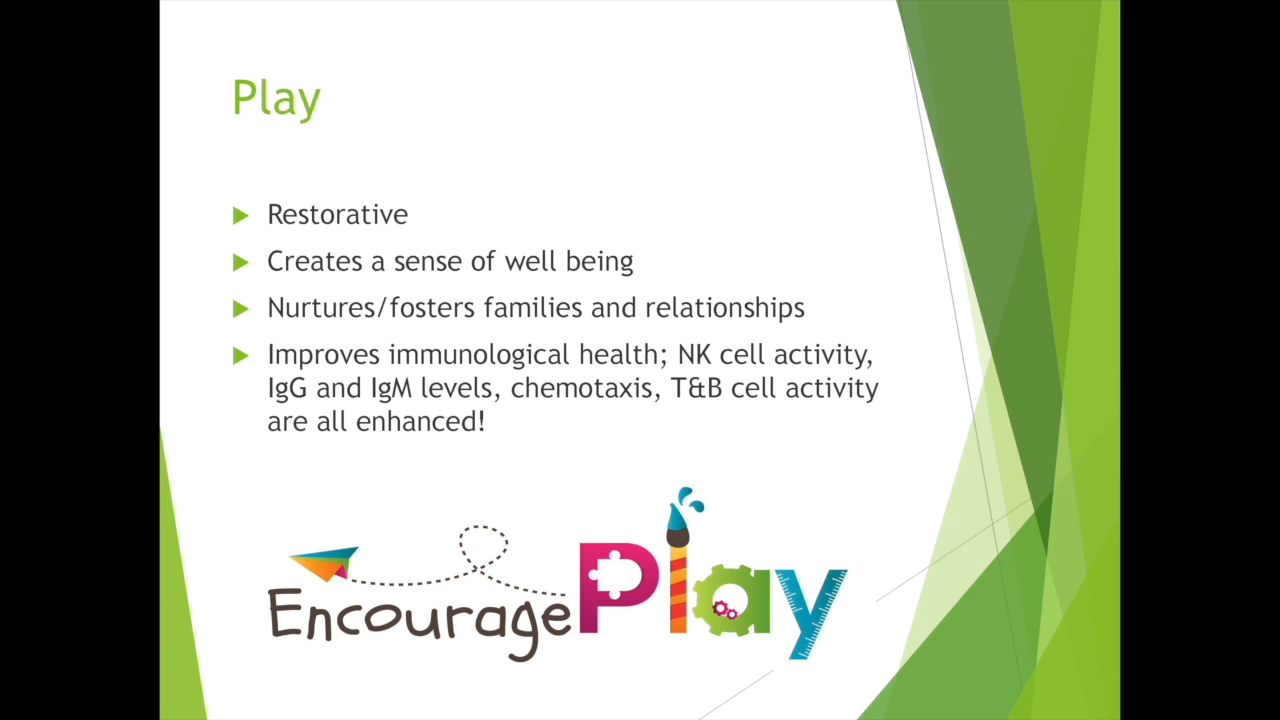 Play
Restorative
Creates a sense of well being
Nurtures/fosters families and relationships
Improves immunological health; NK cell activity,
IgG and IgM levels, chemotaxis, T&B cell activity
are all enhanced!
Encourage Play